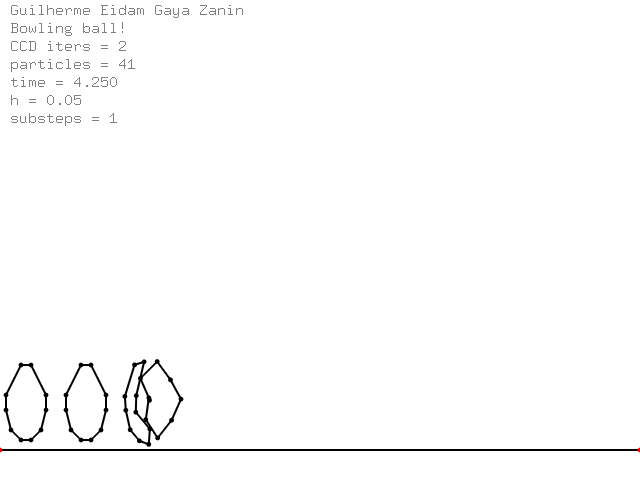 Guilherme Eidam Gaya Zanin
Bowling ball!
CCD iters = 2
particles = 41
time = 4.250
h = 0.05
substeps = 1